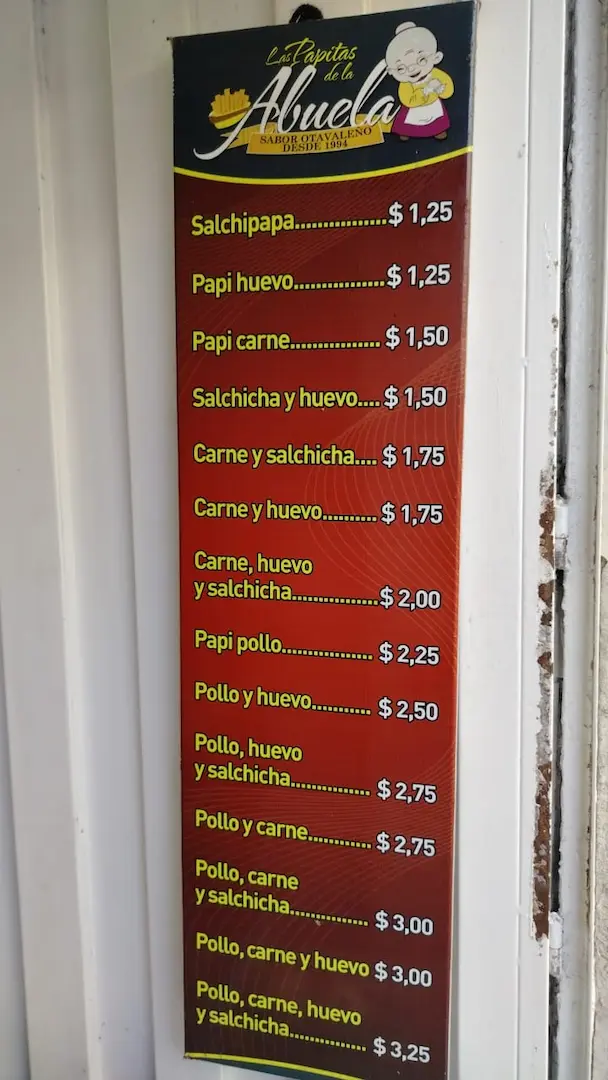 Las Papitas
de la
Abuela
SABOR OTAVALEÑO
DESDE 1994
Salchipapa................$ 1,25
Papi huevo................$ 1,25
Papi carne................ $ 1,50
Salchicha y huevo.... $ 1,50
Carne y salchicha.... $ 1,75
Carne y huevo.......... $ 1,75
Carne, huevo
y salchicha...............$ 2,00
Papi pollo................ $ 2,25
Pollo y huevo........... $ 2,50
Pollo, huevo
y salchicha.............. $ 2,75
Pollo y carne............ $ 2,75
Pollo, carne
y salchicha.............. $ 3,00
Pollo, carne y huevo $ 3,00
Pollo, carne, huevo
y salchicha.............. $ 3,25